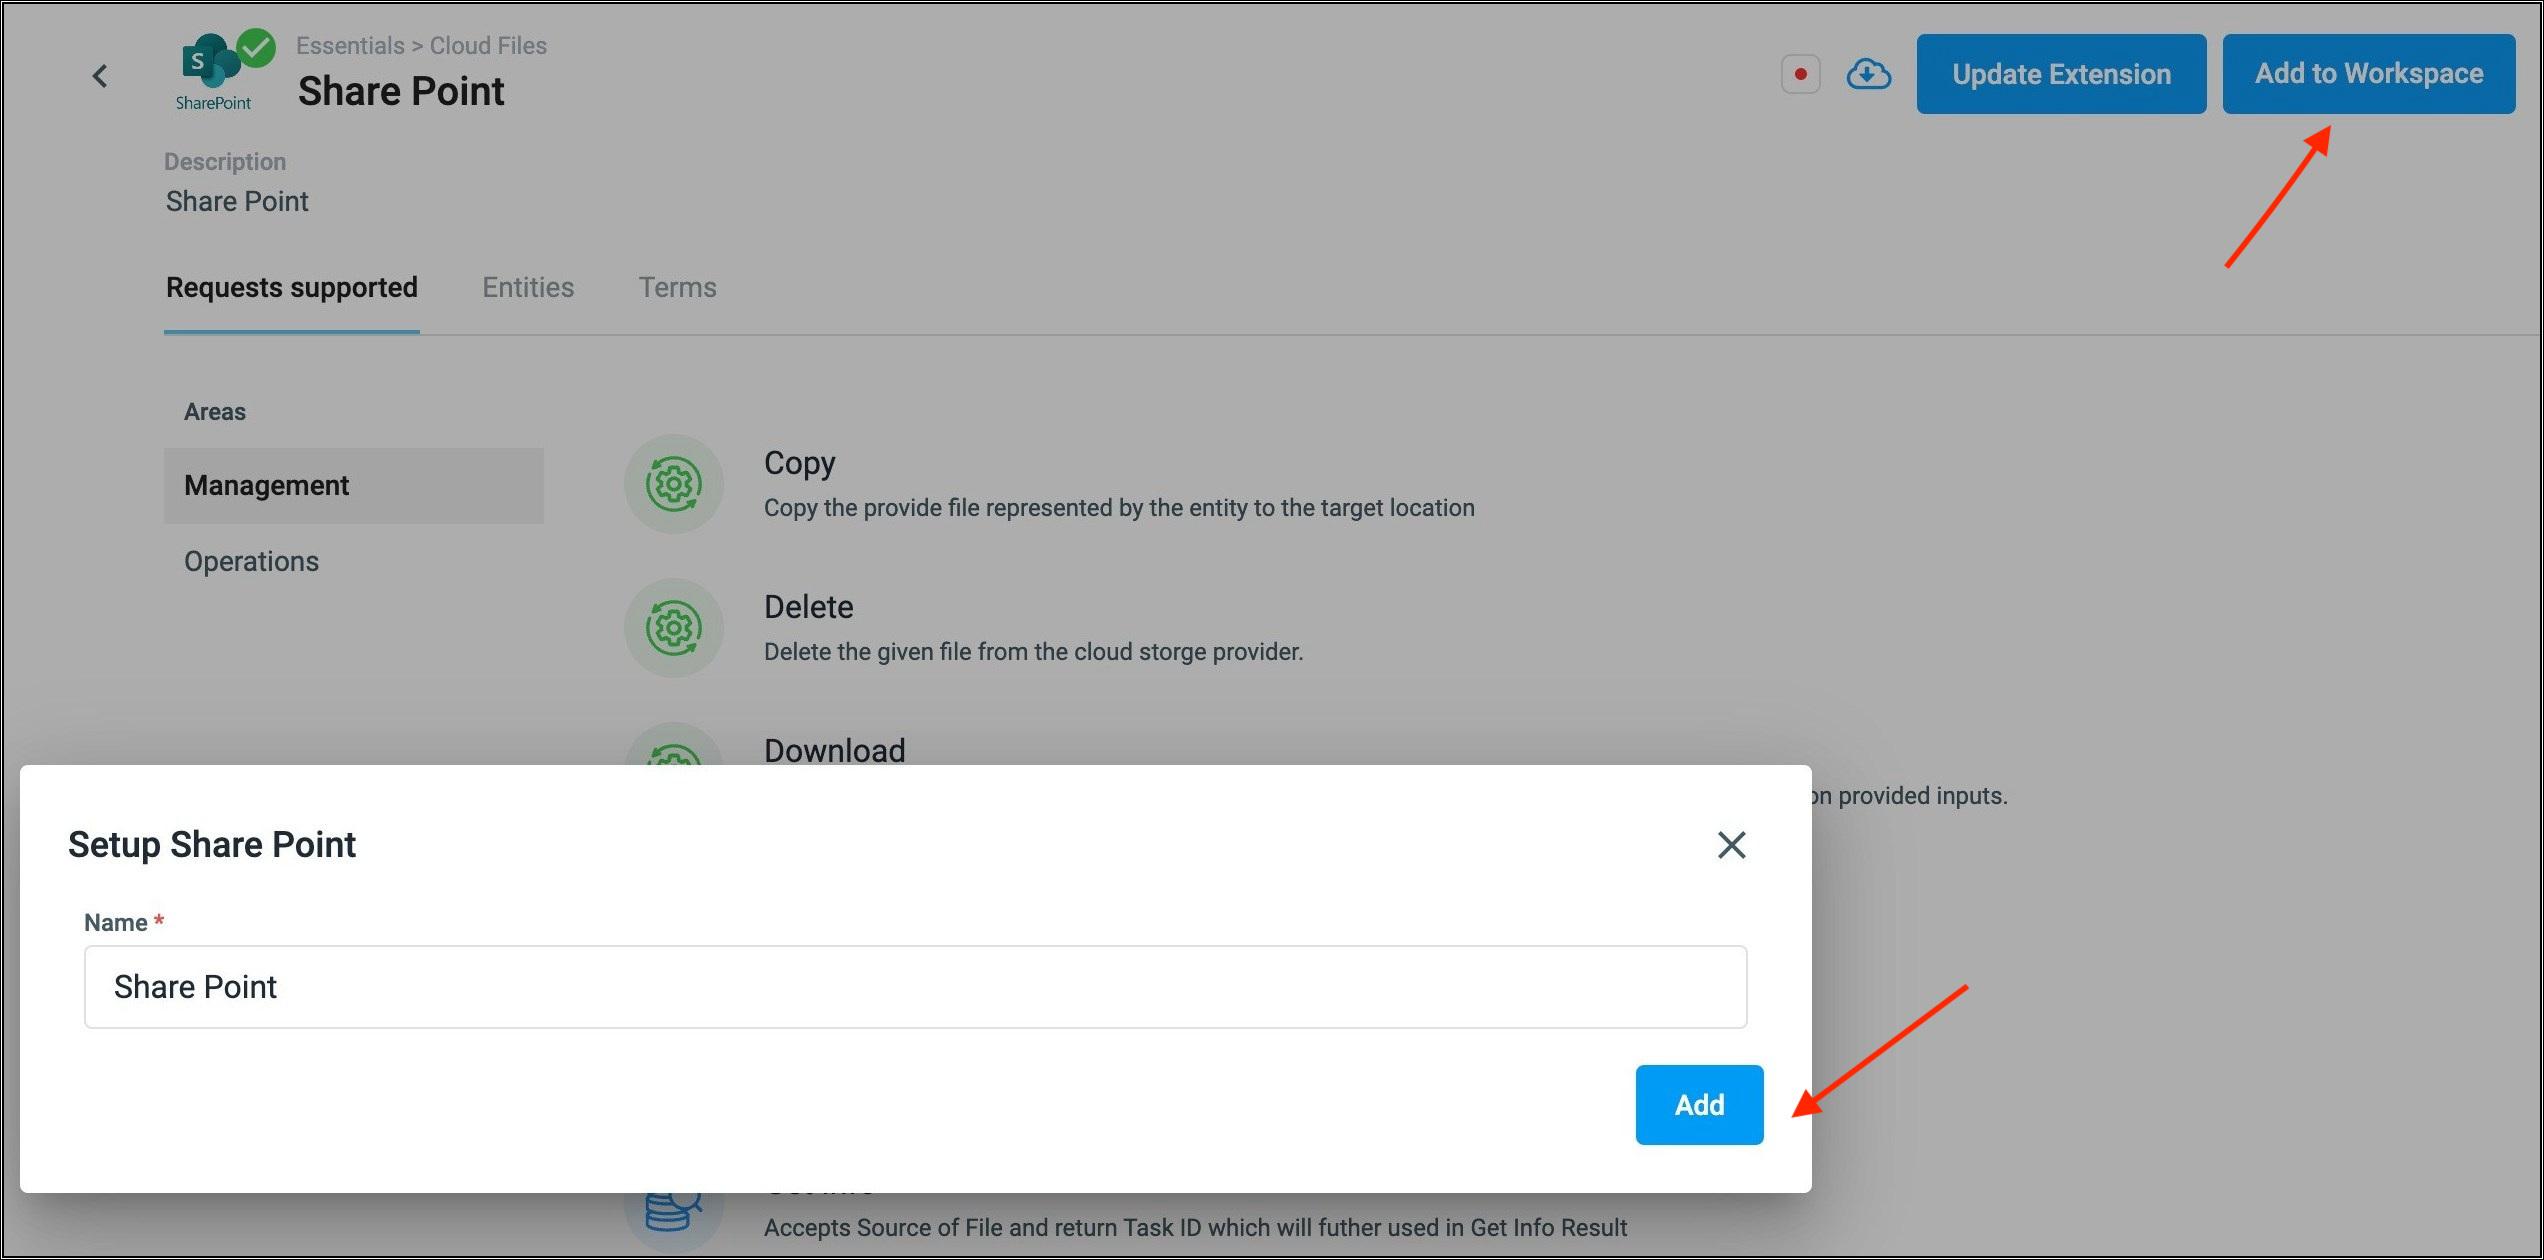 Essentials > Cloud Files
S
SharePoint
Share Point
Update Extension
Add to Workspace
Description
Share Point
Requests supported
Entities
Terms
Areas
Management
Operations
Copy
Copy the provide file represented by the entity to the target location
Delete
Delete the given file from the cloud storge provider.
Download
on provided inputs.
Setup Share Point
Name *
Share Point
Add
Accepts Source of File and return Task ID which will futher used in Get Info Result